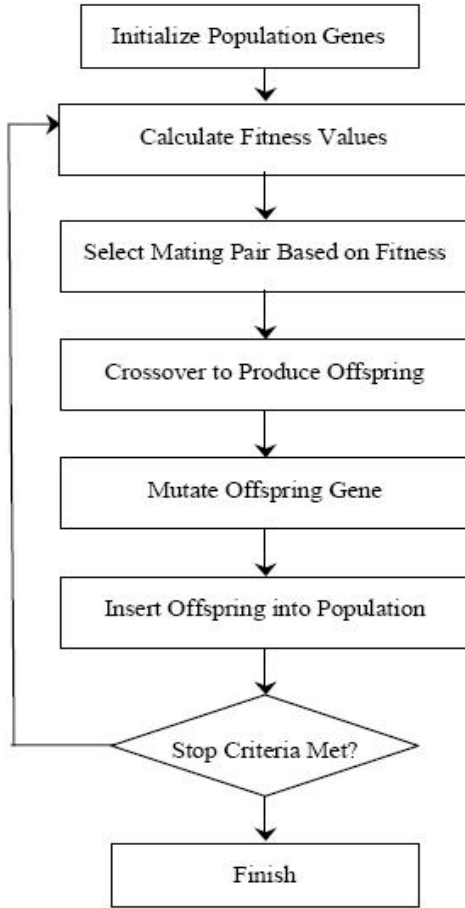 Initialize Population Genes
Calculate Fitness Values
Select Mating Pair Based on Fitness
Crossover to Produce Offspring
Mutate Offspring Gene
Insert Offspring into Population
Stop Criteria Met?
Finish